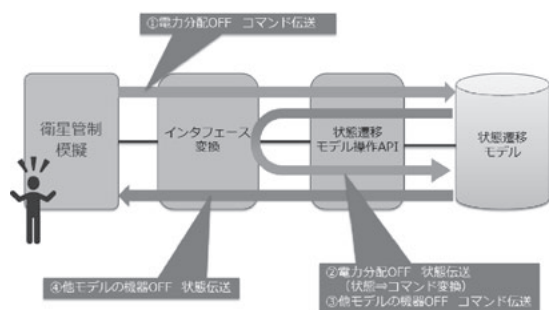 ①電力分配OFF コマンド伝送
衛星管制
模擬
インタフェース
変換
状態遷移
モデル操作API
状態遷移
モデル
④他モデルの機器OFF 状態伝送
②電力分配OFF 状態伝送
(状態⇒コマンド変換)
③他モデルの機器OFF コマンド伝送